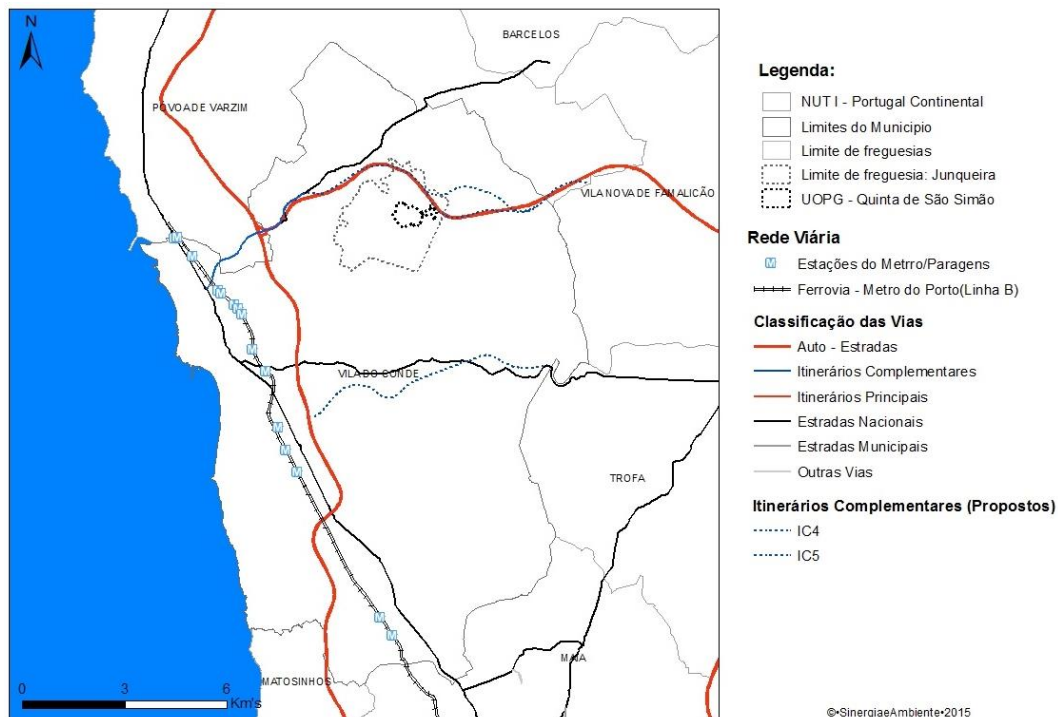 N
BARCELOS
POVOA DE VARZIM
VILA NOVA DE FAMALICÃO
VILA DO CONDE
TROFA
MAIA
MATOSINHOS
0 3 6
Km's
M
M
M
M
M
M
M
M
M
M
M
M
M
Legenda:
NUT I - Portugal Continental
Limites do Municipio
Limite de freguesias
Limite de freguesia: Junqueira
UOPG - Quinta de São Simão
Rede Viária
M Estações do Metrro/Paragens
Ferrovia - Metro do Porto(Linha B)
Classificação das Vias
Auto - Estradas
Itinerários Complementares
Itinerários Principais
Estradas Nacionais
Estradas Municipais
Outras Vias
Itinerários Complementares (Propostos)
IC4
IC5
©•SinergiaeAmbiente•2015